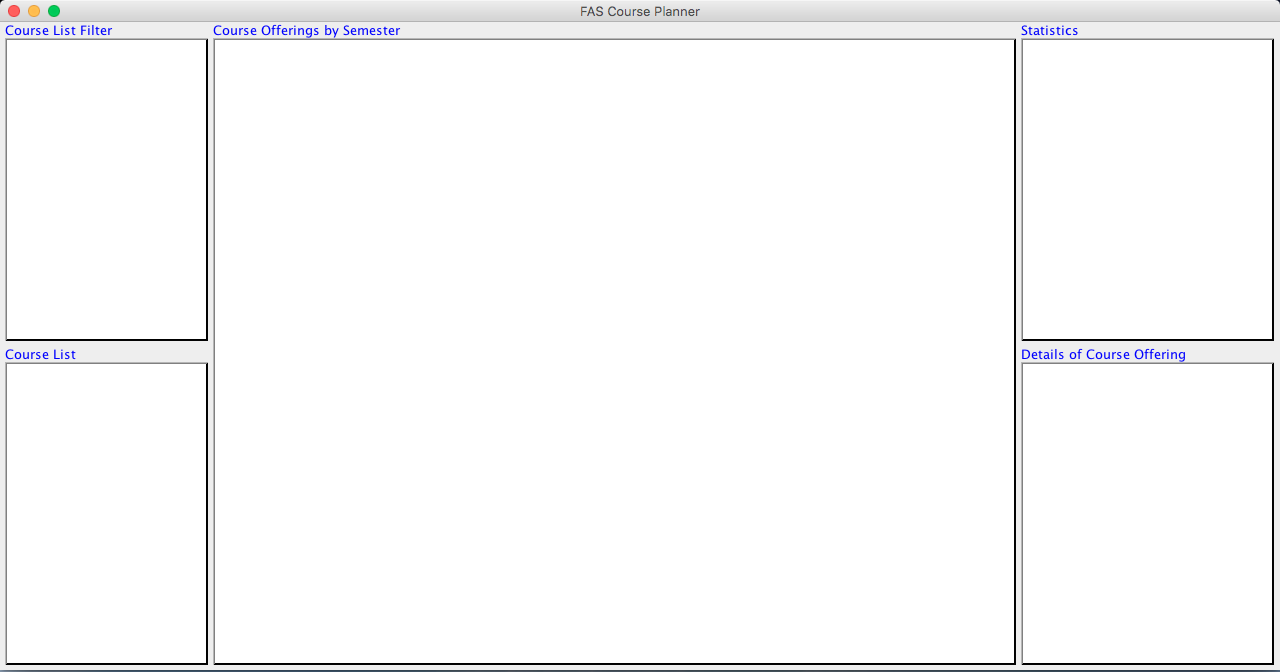 FAS Course Planner
Course List Filter
Course Offerings by Semester
Statistics
Course List
Details of Course Offering